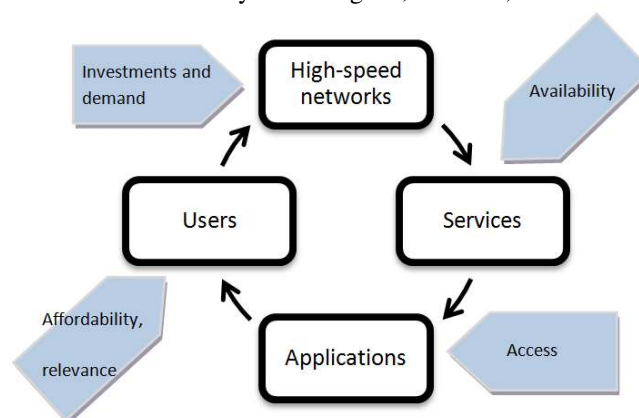 Investments and
demand
High-speed
networks
Availability
Users
Services
Affordability,
relevance
Applications
Access